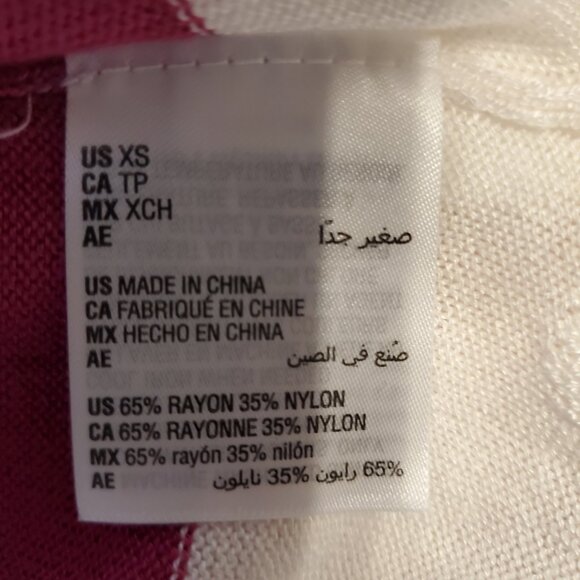 US XS
CA TP
MX XCH
AE صغير جدًا
US MADE IN CHINA
CA FABRIQUÉ EN CHINE
MX HECHO EN CHINA
AE صُنع في الصين
US 65% RAYON 35% NYLON
CA 65% RAYONNE 35% NYLON
MX 65% rayón 35% nilón
AE 65% رايون 35% نايلون